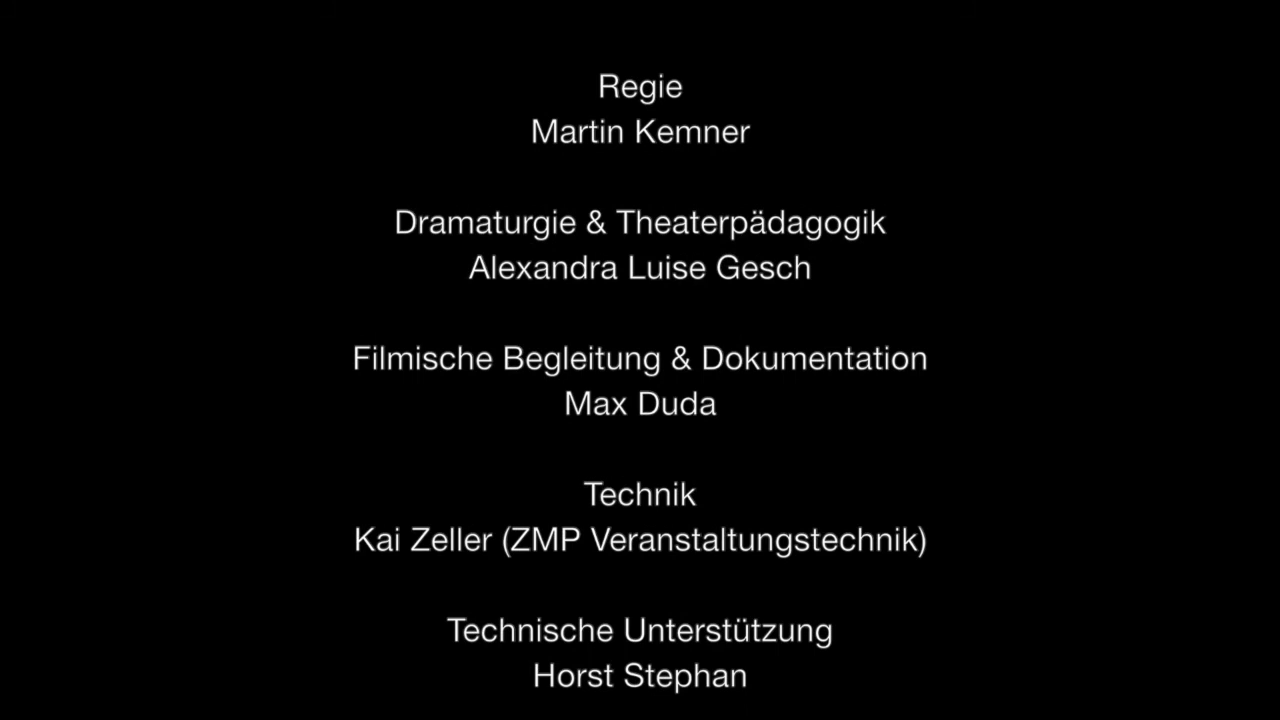 Regie
Martin Kemner
Dramaturgie & Theaterpädagogik
Alexandra Luise Gesch
Filmische Begleitung & Dokumentation
Max Duda
Technik
Kai Zeller (ZMP Veranstaltungstechnik)
Technische Unterstützung
Horst Stephan